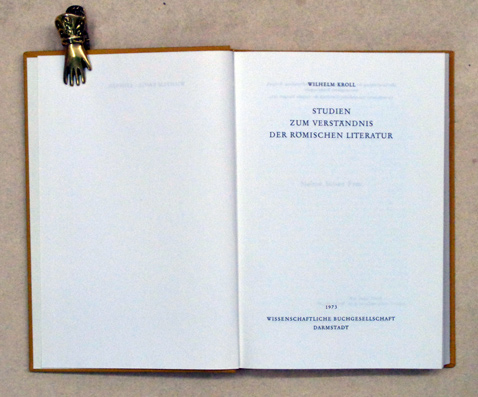 WILHELM KROLL
STUDIEN
ZUM VERSTÄNDNIS
DER RÖMISCHEN LITERATUR
1973
WISSENSCHAFTLICHE BUCHGESELLSCHAFT
DARMSTADT